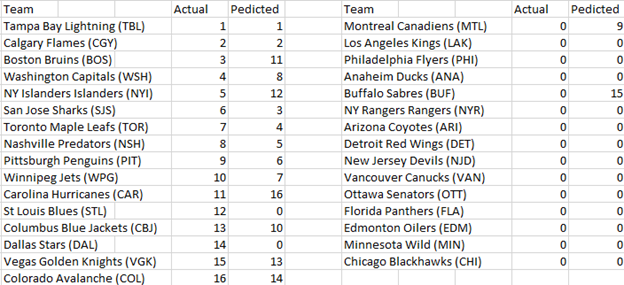 Team Actual Pedicted Team Actual Pedicted
Tampa Bay Lightning (TBL) 1 1 Montreal Canadiens (MTL) 0 9
Calgary Flames (CGY) 2 2 Los Angeles Kings (LAK) 0 0
Boston Bruins (BOS) 3 11 Philadelphia Flyers (PHI) 0 0
Washington Capitals (WSH) 4 8 Anaheim Ducks (ANA) 0 0
NY Islanders Islanders (NYI) 5 12 Buffalo Sabres (BUF) 0 15
San Jose Sharks (SJS) 6 3 NY Rangers Rangers (NYR) 0 0
Toronto Maple Leafs (TOR) 7 4 Arizona Coyotes (ARI) 0 0
Nashville Predators (NSH) 8 5 Detroit Red Wings (DET) 0 0
Pittsburgh Penguins (PIT) 9 6 New Jersey Devils (NJD) 0 0
Winnipeg Jets (WPG) 10 7 Vancouver Canucks (VAN) 0 0
Carolina Hurricanes (CAR) 11 16 Ottawa Senators (OTT) 0 0
St Louis Blues (STL) 12 0 Florida Panthers (FLA) 0 0
Columbus Blue Jackets (CBJ) 13 10 Edmonton Oilers (EDM) 0 0
Dallas Stars (DAL) 14 0 Minnesota Wild (MIN) 0 0
Vegas Golden Knights (VGK) 15 13 Chicago Blackhawks (CHI) 0 0
Colorado Avalanche (COL) 16 14